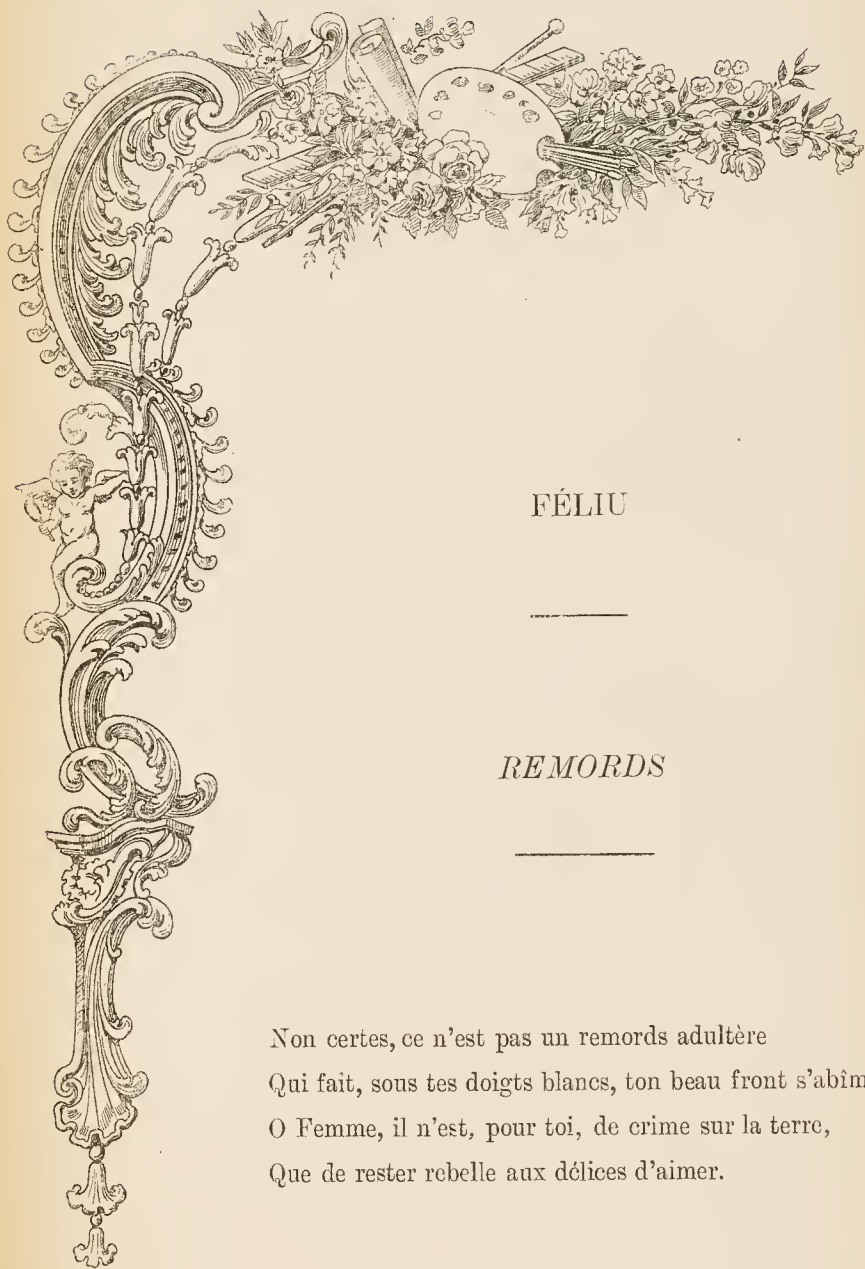 FÉLIU
REMORDS
Non certes, ce n'est pas un remords adultère
Qui fait, sous tes doigts blancs, ton beau front s'abîm
O Femme, il n'est, pour toi, de crime sur la terre,
Que de rester rebelle aux délices d'aimer.